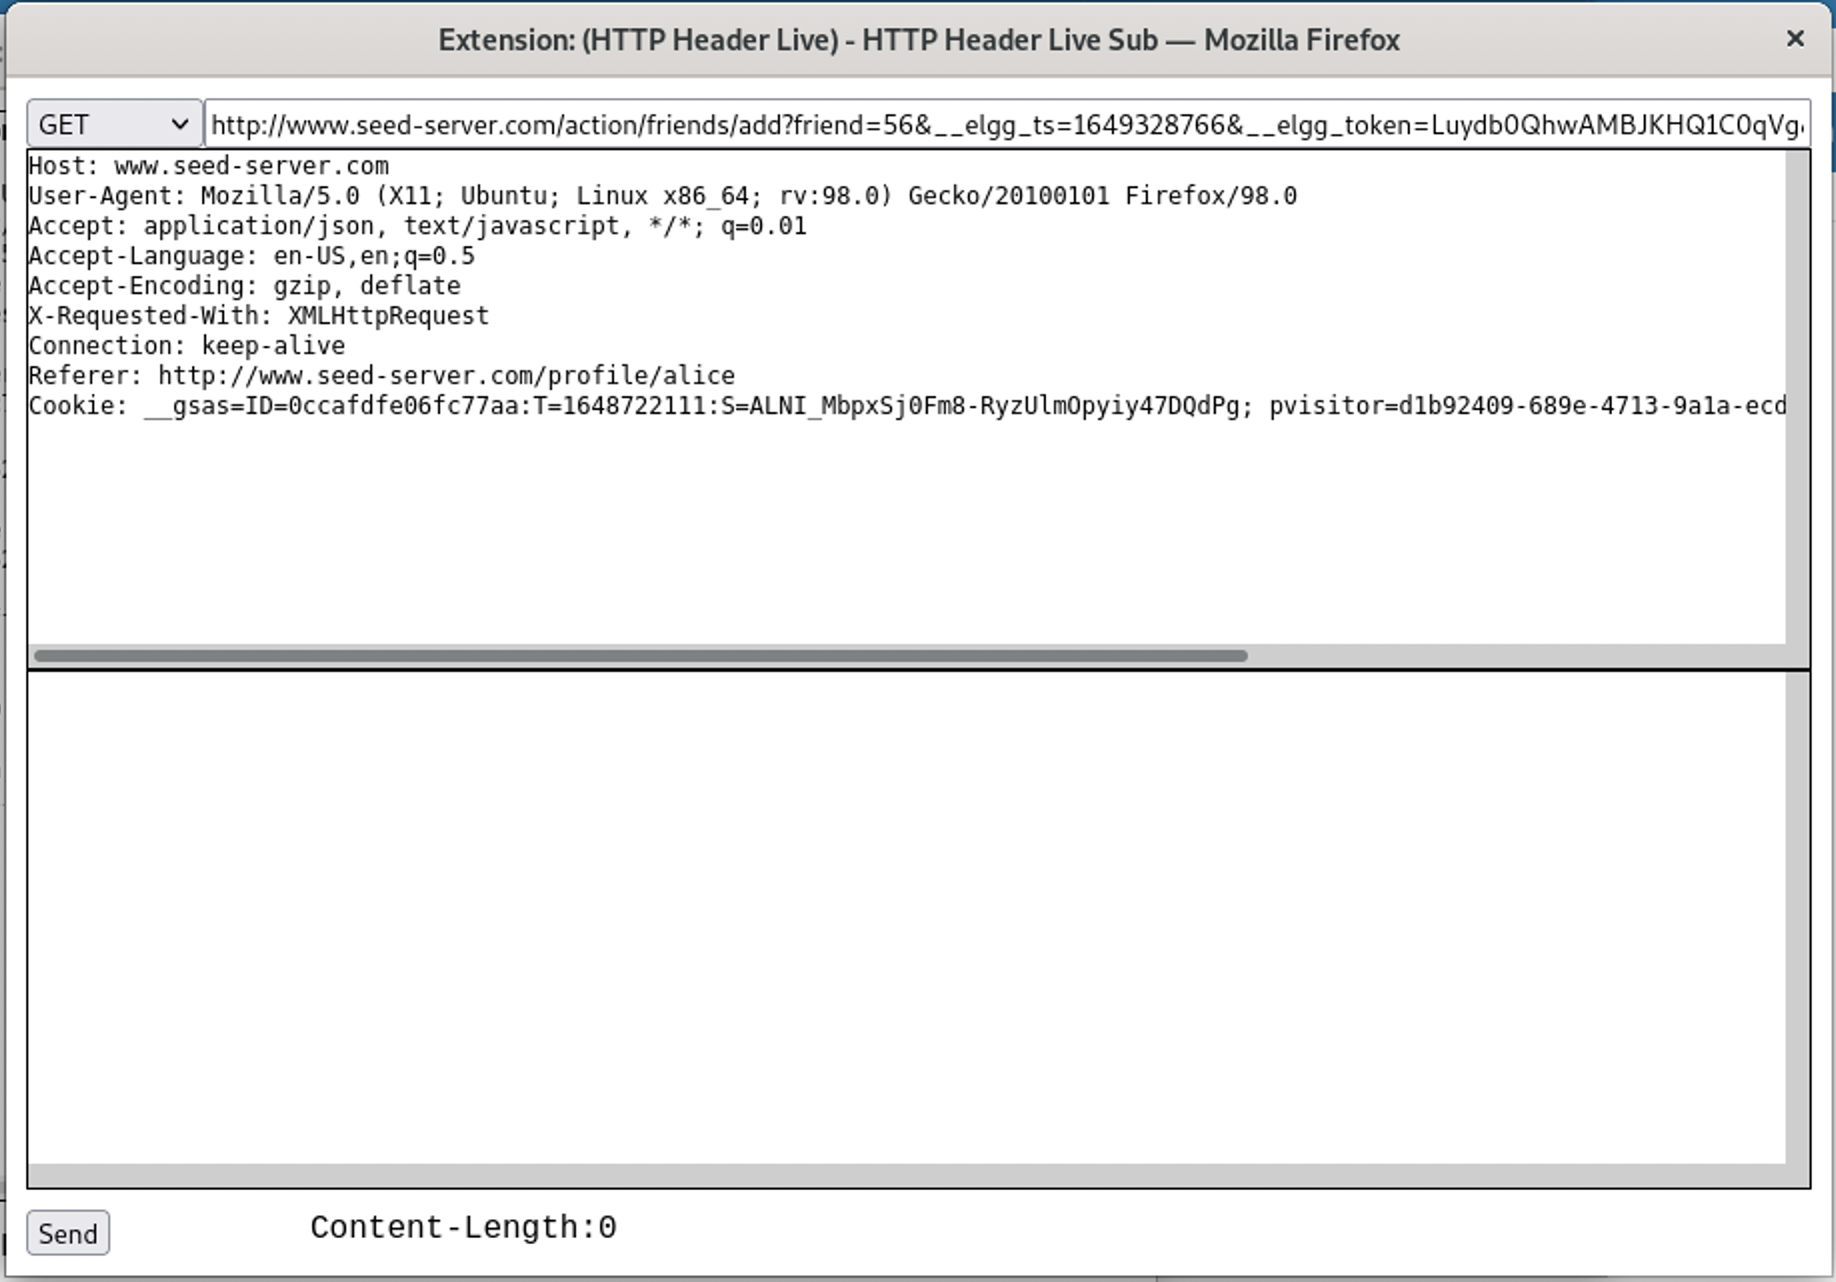 Extension: (HTTP Header Live) - HTTP Header Live Sub — Mozilla Firefox
GET http://www.seed-server.com/action/friends/add?friend=56&__elgg_ts=1649328766&__elgg_token=Luydb0QhwAMBJKHQ1C0qVg
Host: www.seed-server.com
User-Agent: Mozilla/5.0 (X11; Ubuntu; Linux x86_64; rv:98.0) Gecko/20100101 Firefox/98.0
Accept: application/json, text/javascript, */*; q=0.01
Accept-Language: en-US,en;q=0.5
Accept-Encoding: gzip, deflate
X-Requested-With: XMLHttpRequest
Connection: keep-alive
Referer: http://www.seed-server.com/profile/alice
Cookie: __gsas=ID=0ccafdfe06fc77aa:T=1648722111:S=ALNI_MbpxSj0Fm8-RyzUlmOpyiy47DQdPg; pvisitor=d1b92409-689e-4713-9a1a-ecd
Send Content-Length:0